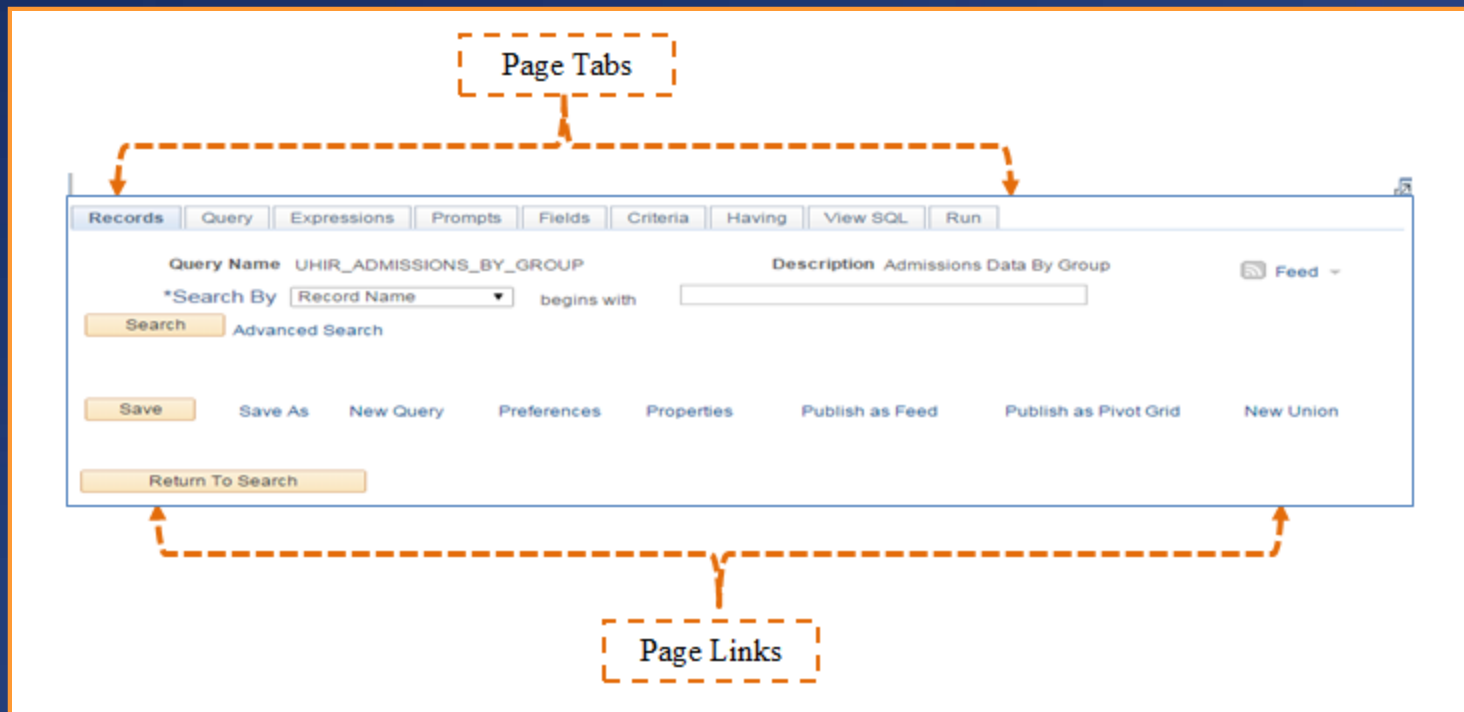 Page Tabs
Records Query Expressions Prompts Fields Criteria Having View SQL Run
Query Name UHIR_ADMISSIONS_BY_GROUP Description Admissions Data By Group Feed
*Search By Record Name begins with
Search Advanced Search
Save Save As New Query Preferences Properties Publish as Feed Publish as Pivot Grid New Union
Return To Search
Page Links